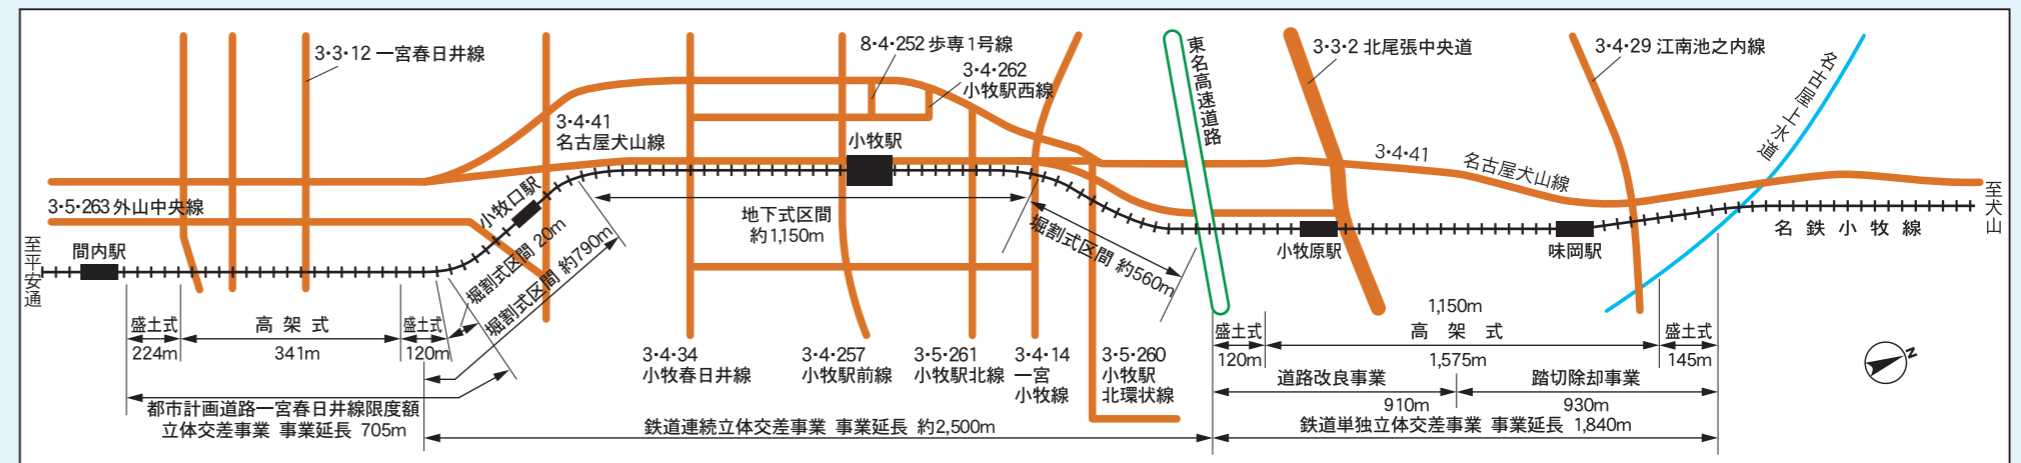 3・3・12 一宮春日井線
8・4・252 歩専1号線
3・4・262
小牧駅西線
東名高速道路
3・3・2 北尾張中央道
3・4・29 江南池之内線
名古屋上水道
3・4・41
名古屋犬山線
小牧駅
3・4・41 名古屋犬山線
3・5・263 外山中央線
小牧口駅
至平安通
間内駅
地下式区間
約1,150m
堀割式区間 20m
堀割式区間 約790m
堀割式区間 約560m
小牧原駅
味岡駅
名鉄小牧線
至犬山
盛土式
224m
高架式
341m
盛土式
120m
3・4・34
小牧春日井線
3・4・257
小牧駅前線
3・5・261
小牧駅北線
3・4・14
一宮
小牧線
3・5・260
小牧駅
北環状線
盛土式
120m
1,150m
高架式
1,575m
盛土式
145m
N
道路改良事業
910m
踏切除却事業
930m
都市計画道路一宮春日井線限度額
立体交差事業 事業延長 705m
鉄道連続立体交差事業 事業延長 約2,500m
鉄道単独立体交差事業 事業延長 1,840m